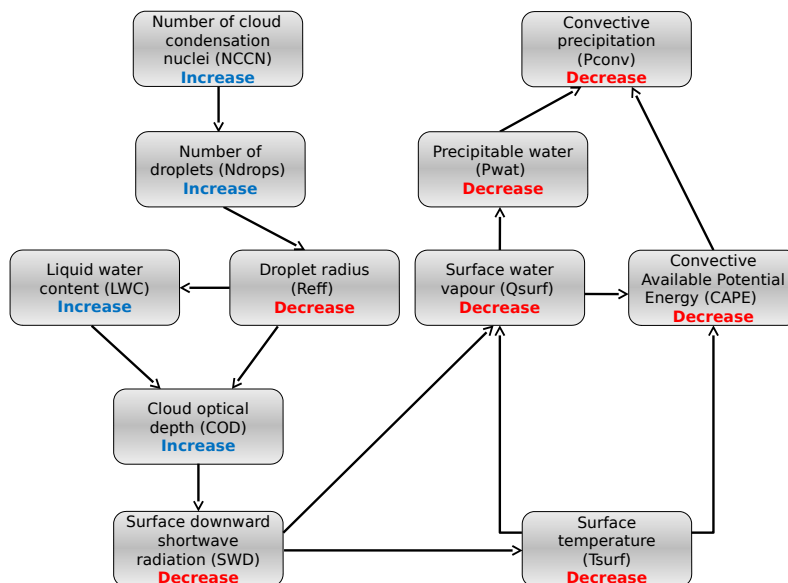 Number of cloud
condensation
nuclei (NCCN)
Increase
Convective
precipitation
(Pconv)
Decrease
Number of
droplets (Ndrops)
Increase
Precipitable water
(Pwat)
Decrease
Liquid water
content (LWC)
Increase
Droplet radius
(Reff)
Decrease
Surface water
vapour (Qsurf)
Decrease
Convective
Available Potential
Energy (CAPE)
Decrease
Cloud optical
depth (COD)
Increase
Surface downward
shortwave
radiation (SWD)
Decrease
Surface
temperature
(Tsurf)
Decrease